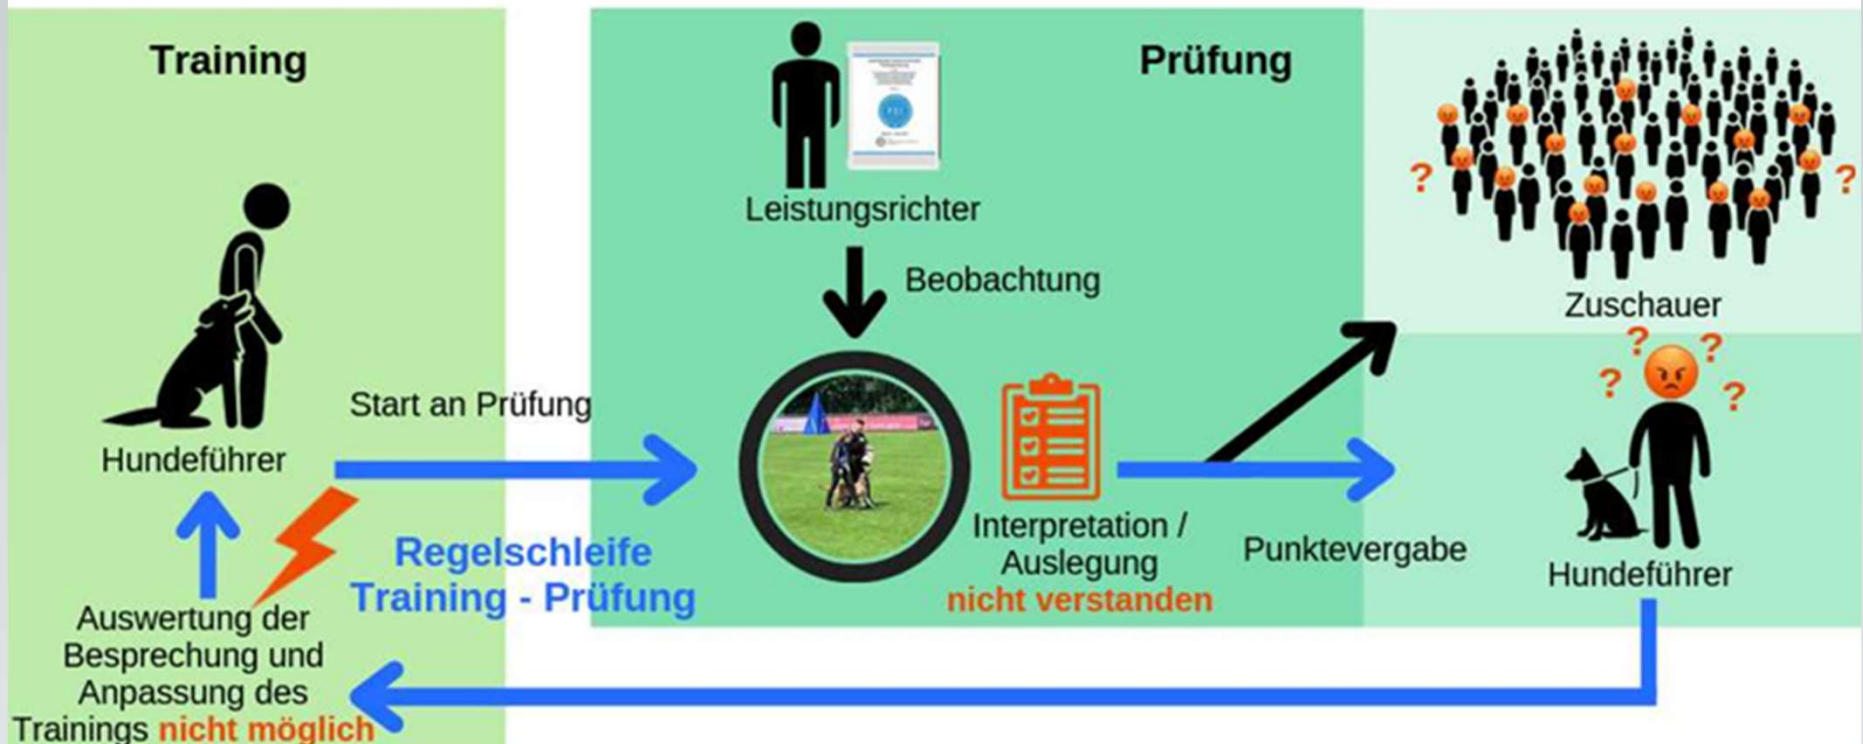 Training
Prüfung
Leistungsrichter
Beobachtung
?
?
Zuschauer
?
?
?
?
Start an Prüfung
Hundeführer
Regelschleife
Training - Prüfung
Interpretation /
Auslegung
nicht verstanden
Punktevergabe
Hundeführer
Auswertung der
Besprechung und
Anpassung des
Trainings nicht möglich